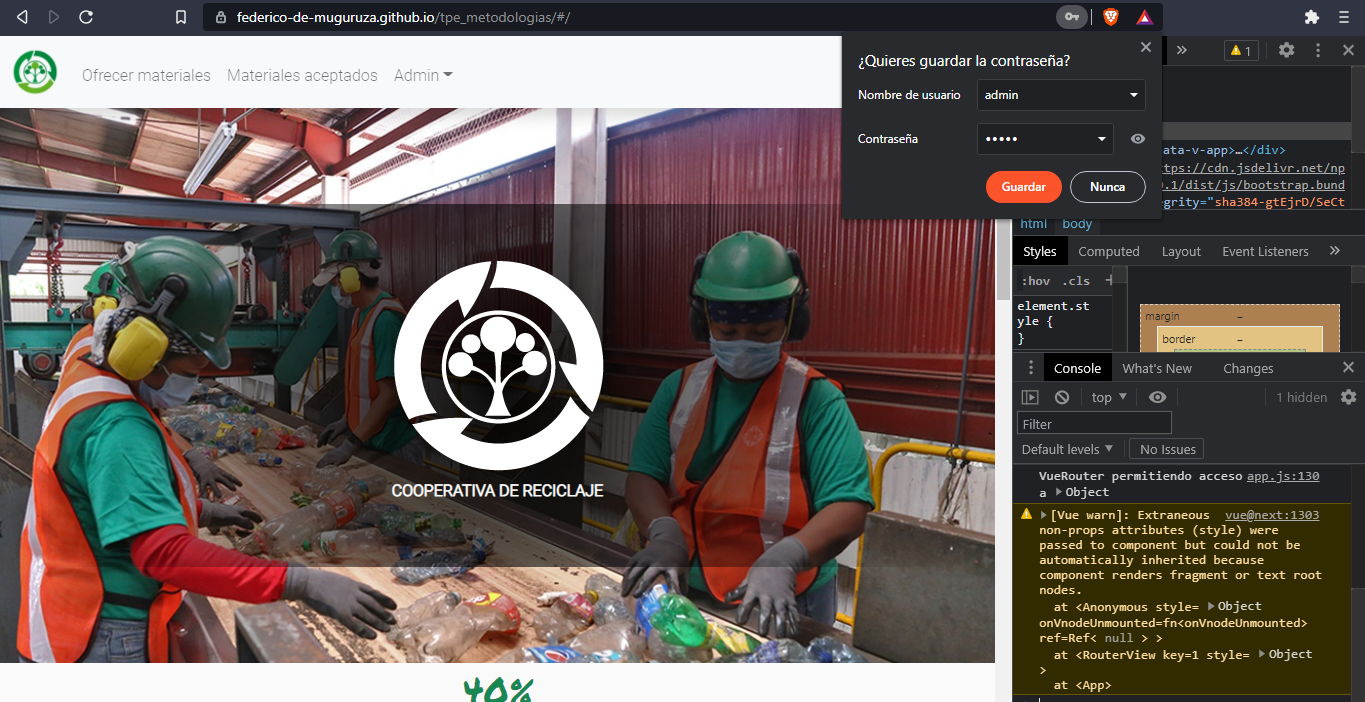 federico-de-muguruza.github.io/tpe_metodologias/#/
Ofrecer materiales
Materiales aceptados
Admin
¿Quieres guardar la contraseña?
Nombre de usuario
admin
Contraseña
•••••
Guardar
Nunca
COOPERATIVA DE RECICLAJE
40%
1
ata-v-app>…</div>
ttps://cdn.jsdelivr.net/np
.1/dist/js/bootstrap.bund
egrity="sha384-gtEjrD/SeCt
html body
Styles Computed Layout Event Listeners
:hov .cls +
element.st
yle {
}
margin –
border –
Console What's New Changes
top
1 hidden
Filter
Default levels
No Issues
VueRouter permitiendo acceso app.js:130
a Object
[Vue warn]: Extraneous vue@next:1303
non-props attributes (style) were
passed to component but could not be
automatically inherited because
component renders fragment or text root
nodes.
at <Anonymous style= Object
onVnodeUnmounted=fn<onVnodeUnmounted>
ref=Ref< null > >
at <RouterView key=1 style= Object
>
at <App>